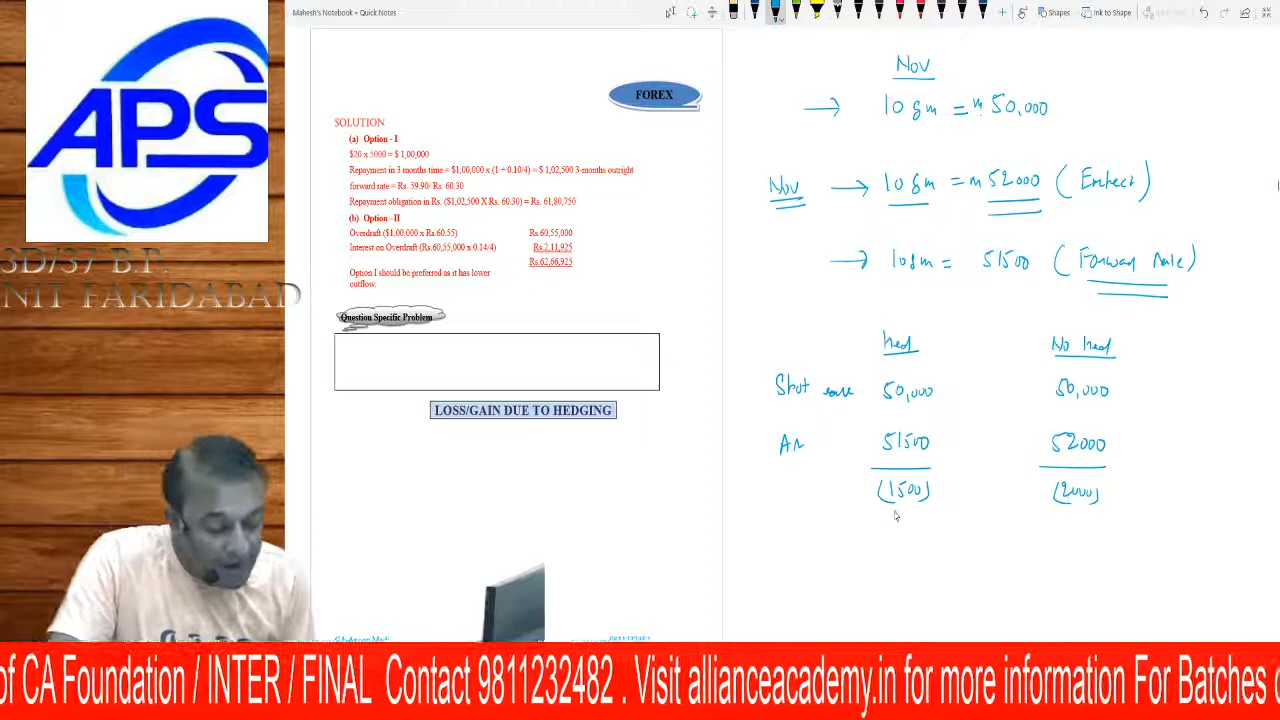 Mahesh's Notebook » Quick Notes
Shapes
Ink to Shape
APS
3D/37 B.P.
NIT FARIDABAD
FOREX
SOLUTION
(a) Option - I
$20 x 5000 = $ 1,00,000
Repayment in 3 months time = $1,00,000 x (1 + 0.10/4) = $ 1,02,500 3-months outright
forward rate = Rs. 59.90/ Rs. 60.30
Repayment obligation in Rs. ($1,02,500 X Rs. 60.30) = Rs. 61,80,750
(b) Option –II
Overdraft ($1,00,000 x Rs.60.55) Rs.60,55,000
Interest on Overdraft (Rs.60,55,000 x 0.14/4) Rs.2,11,925
Rs.62,66,925
Option I should be preferred as it has lower
outflow.
Question Specific Problem
LOSS/GAIN DUE TO HEDGING
9811232482
Nov
→ 10 gm = 50,000
Nov → 10 gm = 52000
→ 10gm = 51500 (Forward Rate)
hed No hed
50,000 50,000
51500 52000
(1500) (2000)
of CA Foundation / INTER / FINAL Contact 9811232482 . Visit allianceacademy.in for more information For Batches